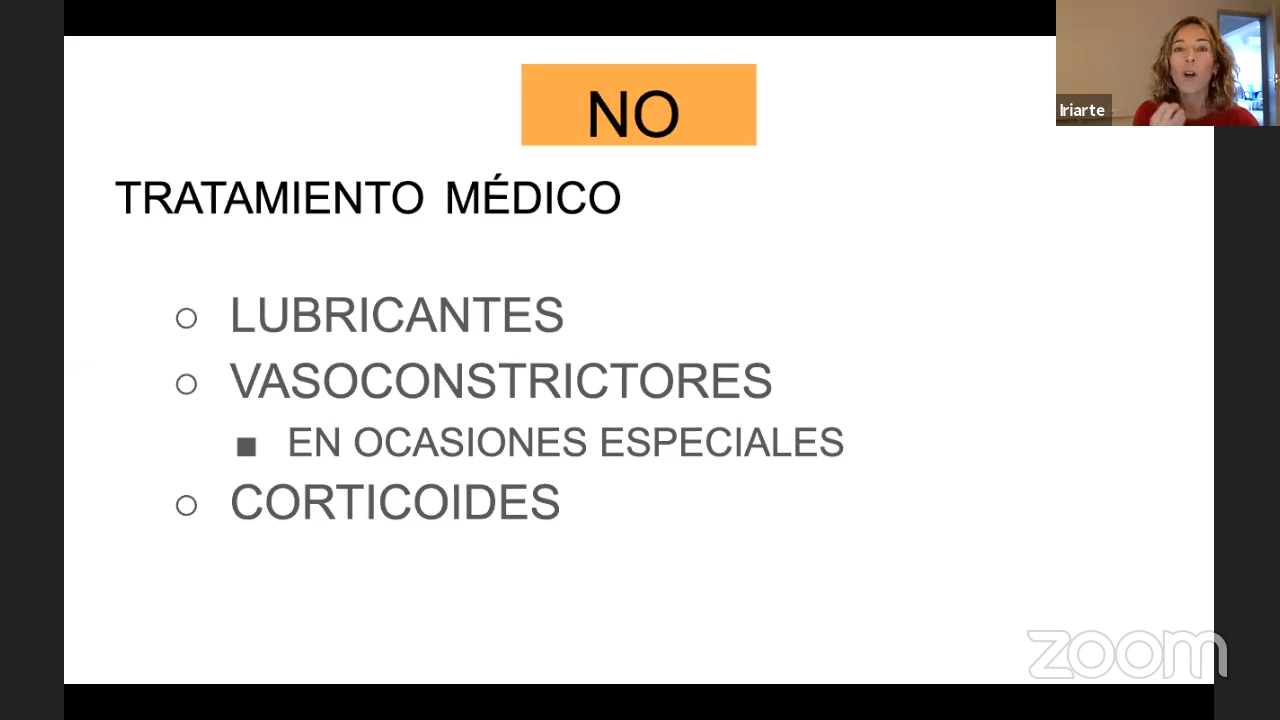 NO
Iriarte
TRATAMIENTO MÉDICO
LUBRICANTES
VASOCONSTRICTORES
EN OCASIONES ESPECIALES
CORTICOIDES
zoom